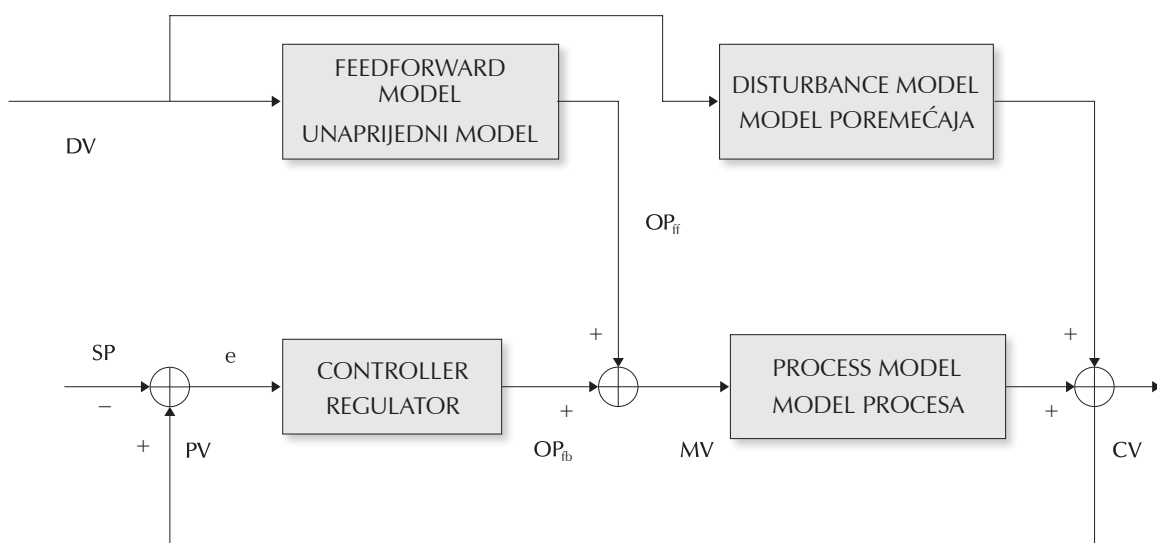 FEEDFORWARD
MODEL
UNAPRIJEDNI MODEL
DISTURBANCE MODEL
MODEL POREMEĆAJA
DV
OPff
+
+
SP
e
CONTROLLER
REGULATOR
PROCESS MODEL
MODEL PROCESA
−
+
+
+
PV
OPfb
MV
CV